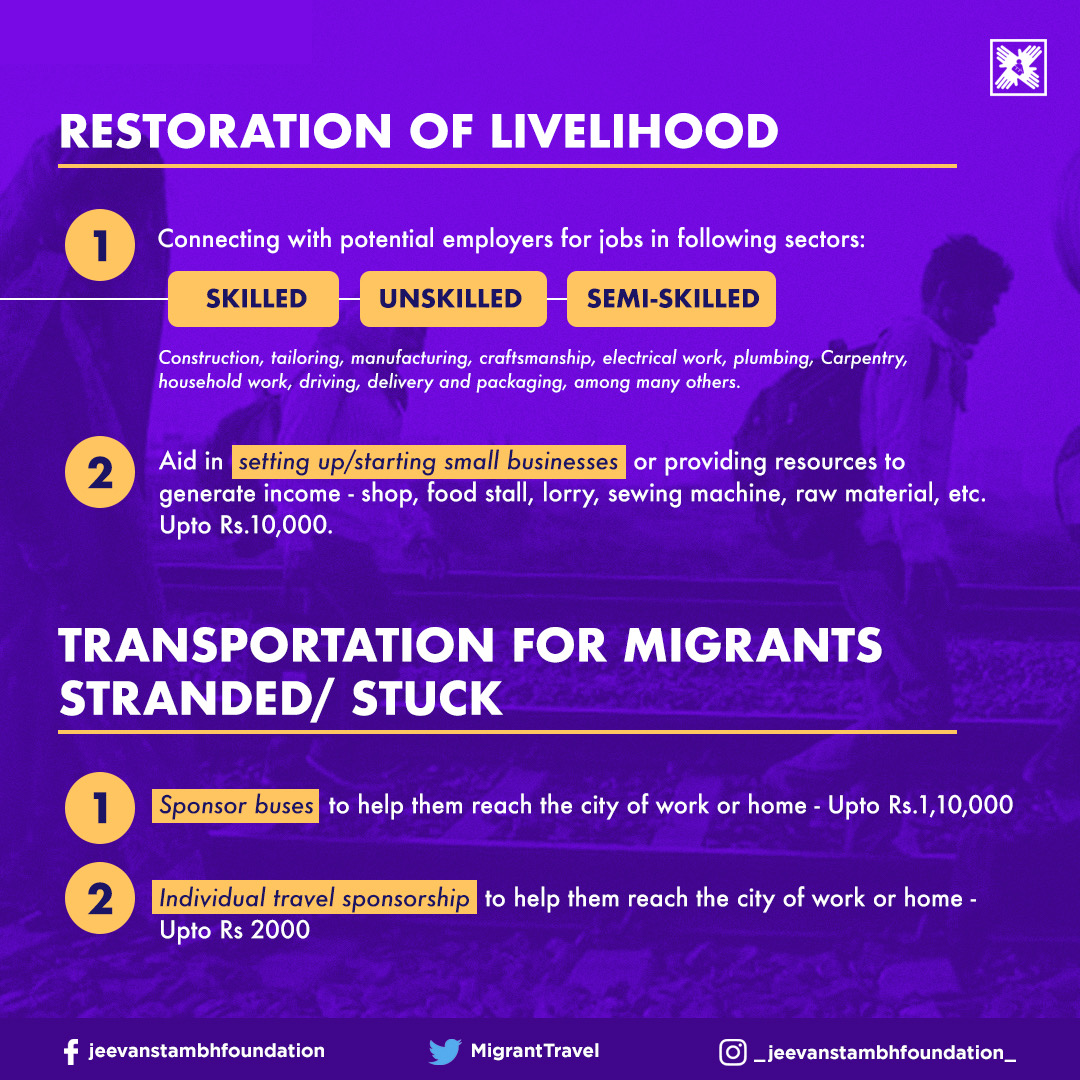 RESTORATION OF LIVELIHOOD
1
Connecting with potential employers for jobs in following sectors:
SKILLED UNSKILLED SEMI-SKILLED
Construction, tailoring, manufacturing, craftsmanship, electrical work, plumbing, Carpentry,
household work, driving, delivery and packaging, among many others.
2
Aid in setting up/starting small businesses or providing resources to
generate income - shop, food stall, lorry, sewing machine, raw material, etc.
Upto Rs.10,000.
TRANSPORTATION FOR MIGRANTS
STRANDED/ STUCK
1
Sponsor buses to help them reach the city of work or home - Upto Rs.1,10,000
2
Individual travel sponsorship to help them reach the city of work or home -
Upto Rs 2000
jeevanstambhfoundation MigrantTravel _jeevanstambhfoundation_